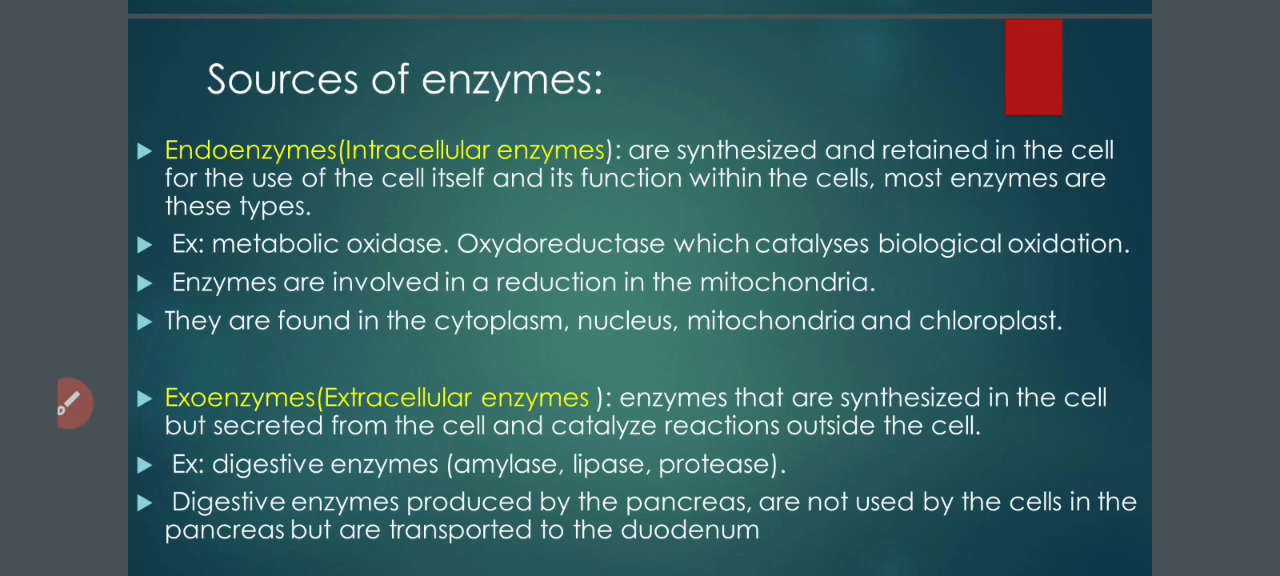 Sources of enzymes:
Endoenzymes(Intracellular enzymes): are synthesized and retained in the cell
for the use of the cell itself and its function within the cells, most enzymes are
these types.
Ex: metabolic oxidase. Oxydoreductase which catalyses biological oxidation.
Enzymes are involved in a reduction in the mitochondria.
They are found in the cytoplasm, nucleus, mitochondria and chloroplast.
Exoenzymes(Extracellular enzymes ): enzymes that are synthesized in the cell
but secreted from the cell and catalyze reactions outside the cell.
Ex: digestive enzymes (amylase, lipase, protease).
Digestive enzymes produced by the pancreas, are not used by the cells in the
pancreas but are transported to the duodenum